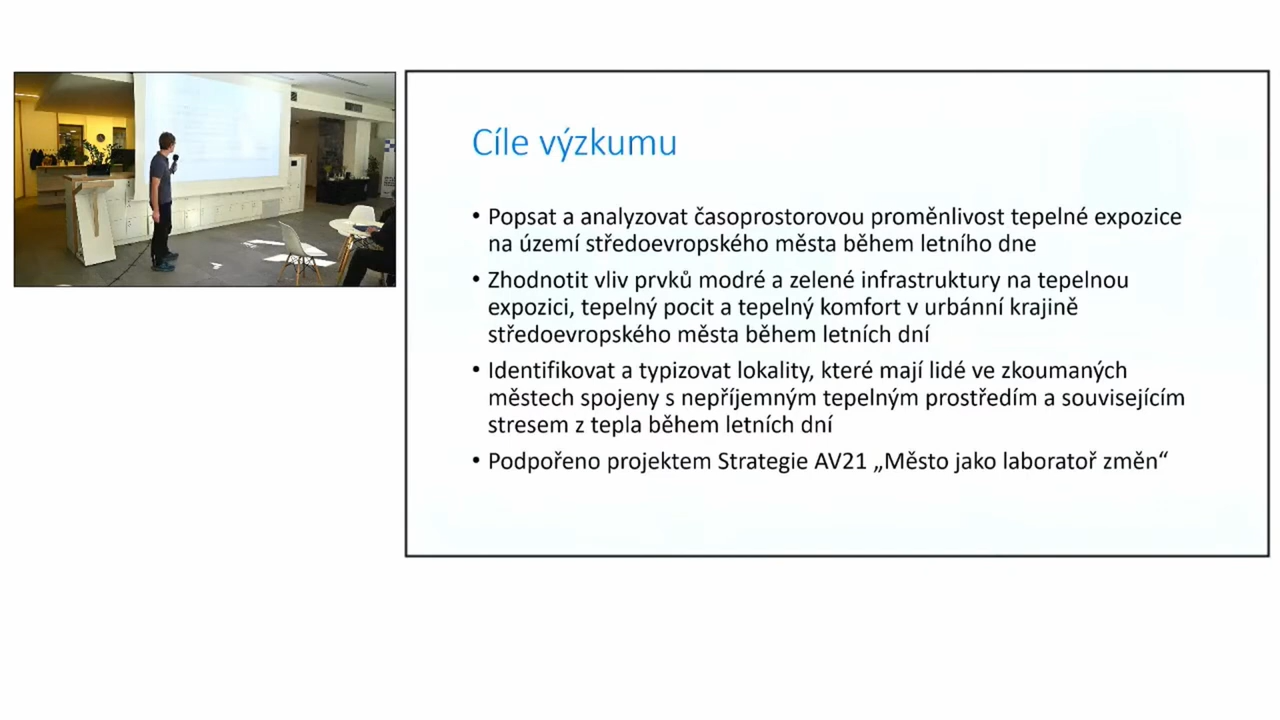 Cíle výzkumu
• Popsat a analyzovat časoprostorovou proměnlivost tepelné expozice
na území středoevropského města během letního dne
• Zhodnotit vliv prvků modré a zelené infrastruktury na tepelnou
expozici, tepelný pocit a tepelný komfort v urbánní krajině
středoevropského města během letních dní
• Identifikovat a typizovat lokality, které mají lidé ve zkoumaných
městech spojeny s nepříjemným tepelným prostředím a souvisejícím
stresem z tepla během letních dní
• Podpořeno projektem Strategie AV21 „Město jako laboratoř změn“